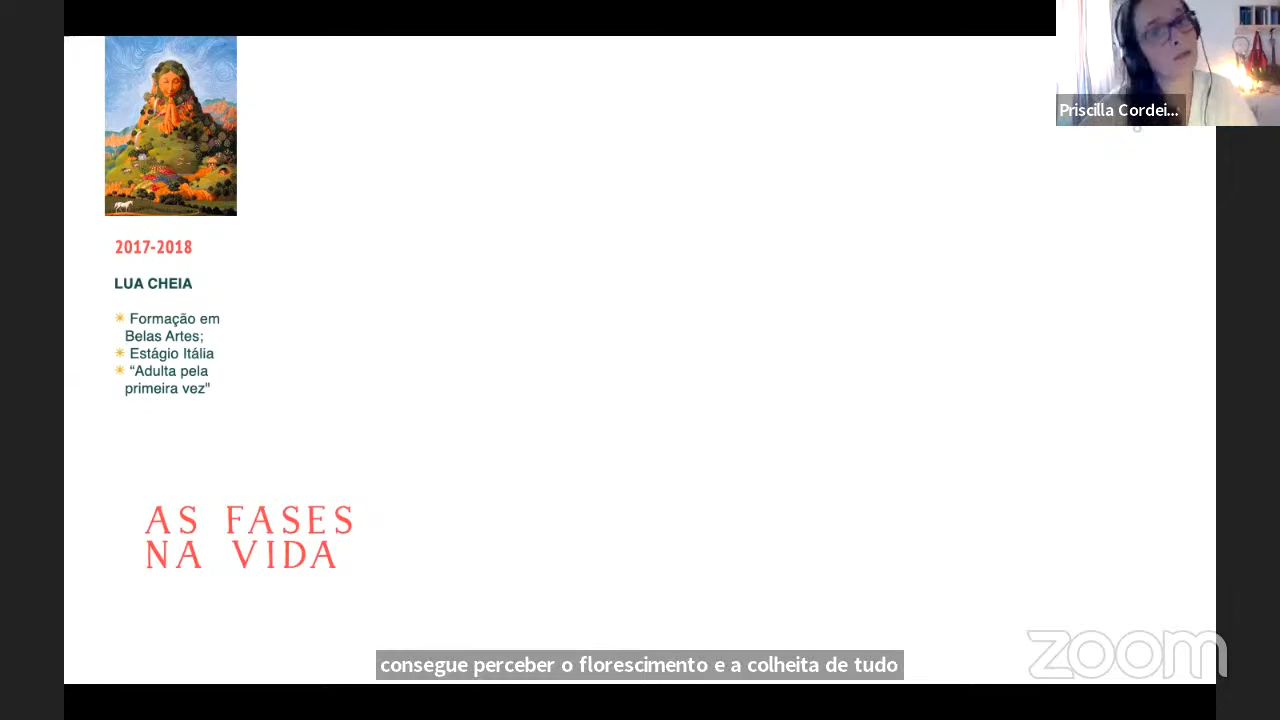 Priscilla Cordei...
2017-2018
LUA CHEIA
✴ Formação em
Belas Artes;
✴ Estágio Itália
✴ “Adulta pela
primeira vez"
AS FASES
NA VIDA
consegue perceber o florescimento e a colheita de tudo
zoom